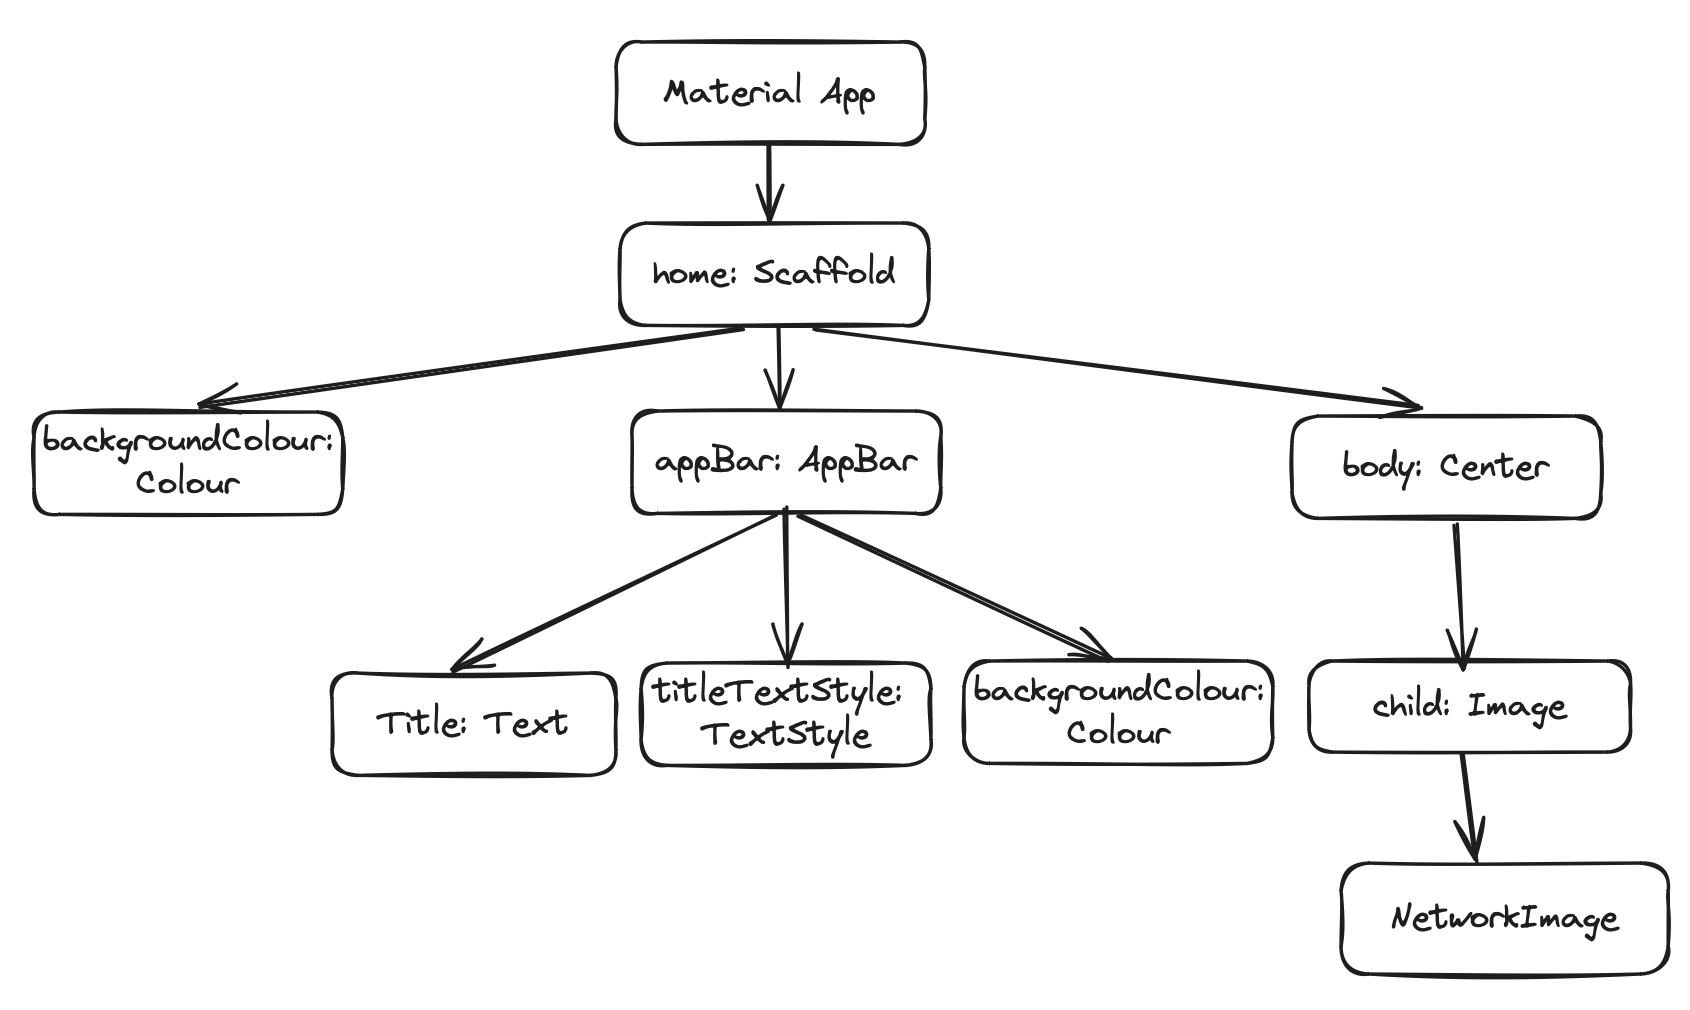 Material App
home: Scaffold
backgroundColour:
Colour
appBar: AppBar
body: Center
Title: Text
titleTextStyle:
TextStyle
backgroundColour:
Colour
child: Image
NetworkImage